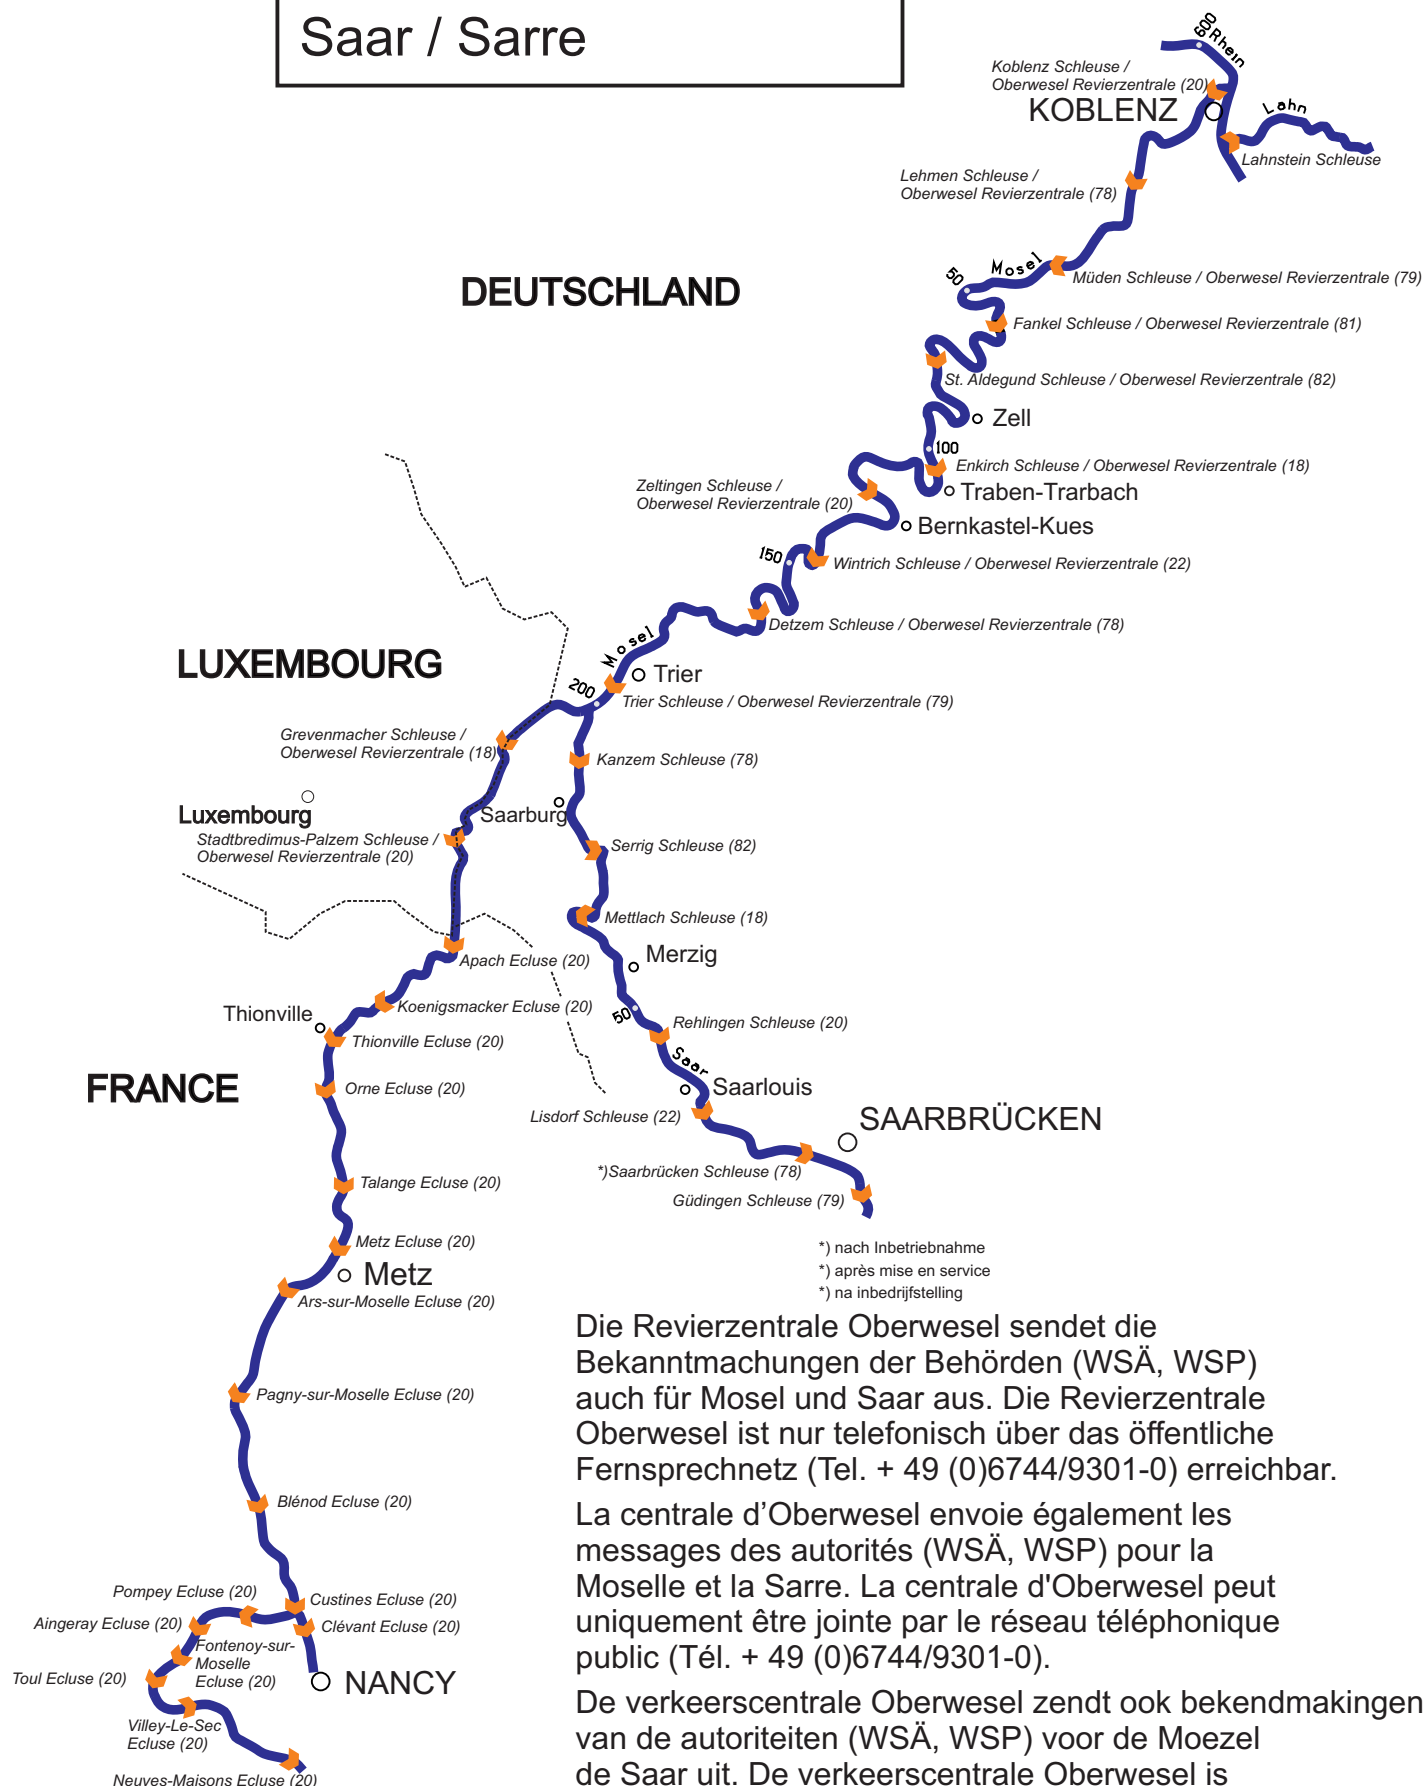 Saar / Sarre
600
Rhein
Koblenz Schleuse /
Oberwesel Revierzentrale (20)
KOBLENZ
Lahn
Lahnstein Schleuse
Lehmen Schleuse /
Oberwesel Revierzentrale (78)
Mosel
50
Müden Schleuse / Oberwesel Revierzentrale (79)
DEUTSCHLAND
Fankel Schleuse / Oberwesel Revierzentrale (81)
St. Aldegund Schleuse / Oberwesel Revierzentrale (82)
Zell
100
Enkirch Schleuse / Oberwesel Revierzentrale (18)
Zeltingen Schleuse /
Oberwesel Revierzentrale (20)
Traben-Trarbach
Bernkastel-Kues
150
Wintrich Schleuse / Oberwesel Revierzentrale (22)
Detzem Schleuse / Oberwesel Revierzentrale (78)
Mosel
LUXEMBOURG
Trier
200
Trier Schleuse / Oberwesel Revierzentrale (79)
Grevenmacher Schleuse /
Oberwesel Revierzentrale (18)
Kanzem Schleuse (78)
Luxembourg
Saarburg
Stadtbredimus-Palzem Schleuse /
Oberwesel Revierzentrale (20)
Serrig Schleuse (82)
Mettlach Schleuse (18)
Merzig
Apach Ecluse (20)
Koenigsmacker Ecluse (20)
Thionville
50
Rehlingen Schleuse (20)
Thionville Ecluse (20)
Saar
FRANCE
Orne Ecluse (20)
Saarlouis
Lisdorf Schleuse (22)
SAARBRÜCKEN
*)Saarbrücken Schleuse (78)
Talange Ecluse (20)
Güdingen Schleuse (79)
Metz Ecluse (20)
*) nach Inbetriebnahme
*) après mise en service
*) na inbedrijfstelling
Metz
Ars-sur-Moselle Ecluse (20)
Die Revierzentrale Oberwesel sendet die
Bekanntmachungen der Behörden (WSÄ, WSP)
auch für Mosel und Saar aus. Die Revierzentrale
Oberwesel ist nur telefonisch über das öffentliche
Fernsprechnetz (Tel. + 49 (0)6744/9301-0) erreichbar.
Pagny-sur-Moselle Ecluse (20)
Blénod Ecluse (20)
La centrale d’Oberwesel envoie également les
messages des autorités (WSÄ, WSP) pour la
Moselle et la Sarre. La centrale d'Oberwesel peut
uniquement être jointe par le réseau téléphonique
public (Tél. + 49 (0)6744/9301-0).
Pompey Ecluse (20)
Custines Ecluse (20)
Aingeray Ecluse (20)
Clévant Ecluse (20)
Fontenoy-sur-
Moselle
Ecluse (20)
Toul Ecluse (20)
NANCY
Villey-Le-Sec
Ecluse (20)
Neuves-Maisons Ecluse (20)
De verkeerscentrale Oberwesel zendt ook bekendmakingen
van de autoriteiten (WSÄ, WSP) voor de Moezel
de Saar uit. De verkeerscentrale Oberwesel is